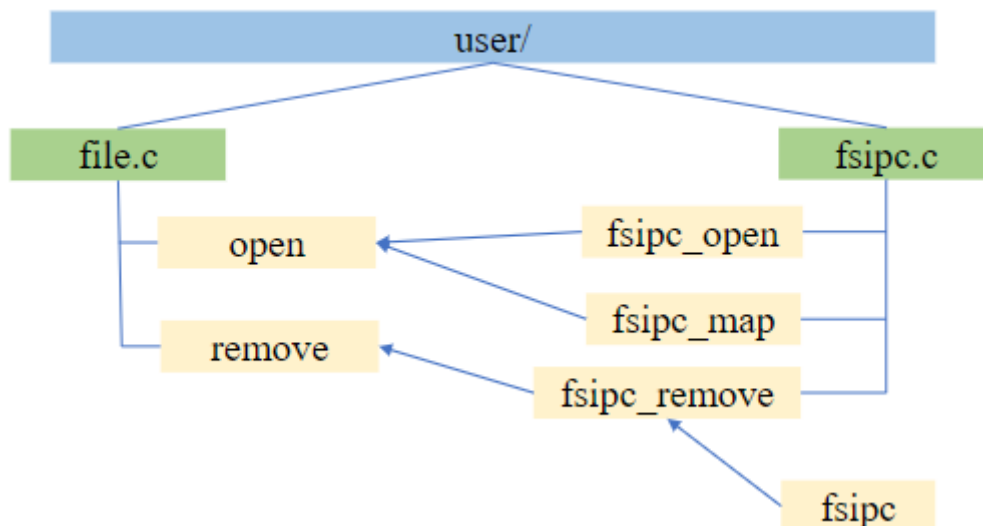 user/
file.c
fsipc.c
open
fsipc_open
fsipc_map
remove
fsipc_remove
fsipc